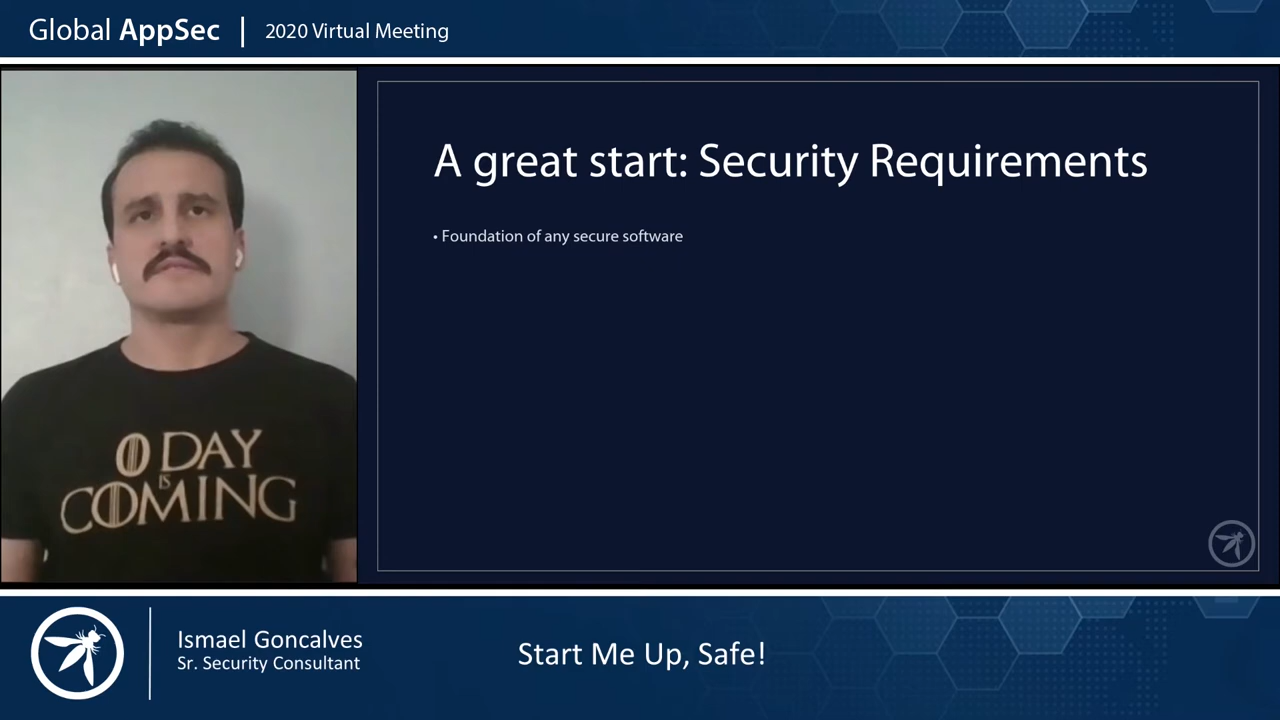 Global AppSec | 2020 Virtual Meeting
A great start: Security Requirements
• Foundation of any secure software
0 DAY
IS
COMING
Ismael Goncalves
Sr. Security Consultant
Start Me Up, Safe!